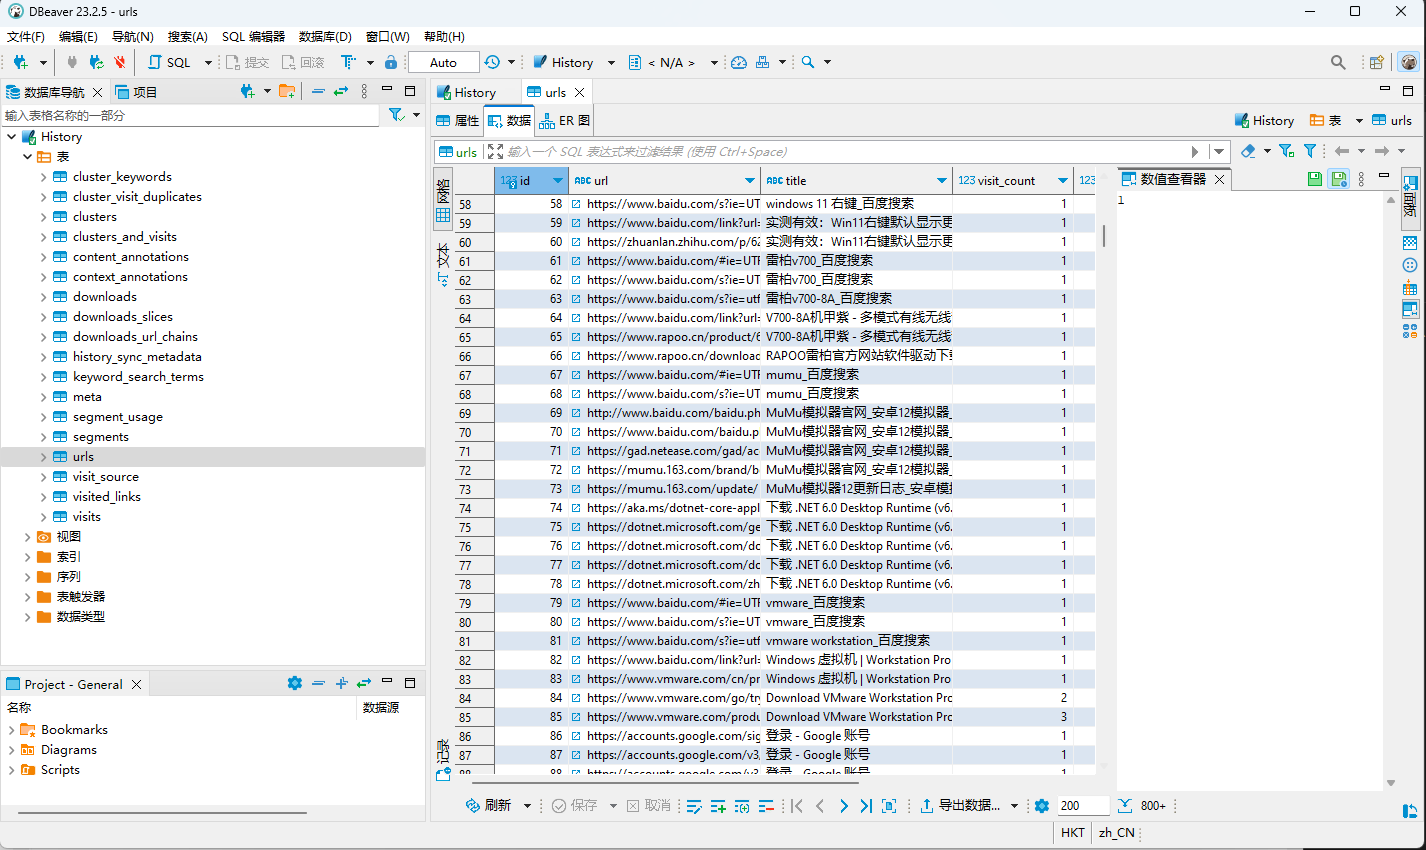 DBeaver 23.2.5 - urls
文件(F) 编辑(E) 导航(N) 搜索(A) SQL 编辑器 数据库(D) 窗口(W) 帮助(H)
SQL 提交 回滚 Auto History < N/A >
数据库导航 项目
输入表格名称的一部分
History
表
cluster_keywords
cluster_visit_duplicates
clusters
clusters_and_visits
content_annotations
context_annotations
downloads
downloads_slices
downloads_url_chains
history_sync_metadata
keyword_search_terms
meta
segment_usage
segments
urls
visit_source
visited_links
visits
视图
索引
序列
表触发器
数据类型
Project - General
名称 数据源
Bookmarks
Diagrams
Scripts
History urls
属性 数据 ER 图 History 表 urls
urls 输入一个 SQL 表达式来过滤结果 (使用 Ctrl+Space)
网格
文本
记录
123 id ABC url ABC title 123 visit_count 123
58 58 https://www.baidu.com/s?ie=UT windows 11 右键_百度搜索 1
59 59 https://www.baidu.com/link?url= 实测有效：Win11右键默认显示更 1
60 60 https://zhuanlan.zhihu.com/p/62 实测有效：Win11右键默认显示更 1
61 61 https://www.baidu.com/#ie=UTF 雷柏v700_百度搜索 1
62 62 https://www.baidu.com/s?ie=UT 雷柏v700_百度搜索 1
63 63 https://www.baidu.com/s?ie=utf 雷柏v700-8A_百度搜索 1
64 64 https://www.baidu.com/link?url= V700-8A机甲紫 - 多模式有线无线 1
65 65 https://www.rapoo.cn/product/6 V700-8A机甲紫 - 多模式有线无线 1
66 66 https://www.rapoo.cn/download RAPOO雷柏官方网站软件驱动下载 1
67 67 https://www.baidu.com/#ie=UTF mumu_百度搜索 1
68 68 https://www.baidu.com/s?ie=UT mumu_百度搜索 1
69 69 http://www.baidu.com/baidu.ph MuMu模拟器官网_安卓12模拟器_ 1
70 70 https://www.baidu.com/baidu.p MuMu模拟器官网_安卓12模拟器_ 1
71 71 https://gad.netease.com/gad/ac MuMu模拟器官网_安卓12模拟器_ 1
72 72 https://mumu.163.com/brand/b MuMu模拟器官网_安卓12模拟器_ 1
73 73 https://mumu.163.com/update/ MuMu模拟器12更新日志_安卓模拟 1
74 74 https://aka.ms/dotnet-core-appl 下载 .NET 6.0 Desktop Runtime (v6. 1
75 75 https://dotnet.microsoft.com/ge 下载 .NET 6.0 Desktop Runtime (v6. 1
76 76 https://dotnet.microsoft.com/dc 下载 .NET 6.0 Desktop Runtime (v6. 1
77 77 https://dotnet.microsoft.com/dc 下载 .NET 6.0 Desktop Runtime (v6. 1
78 78 https://dotnet.microsoft.com/zh 下载 .NET 6.0 Desktop Runtime (v6. 1
79 79 https://www.baidu.com/#ie=UTF vmware_百度搜索 1
80 80 https://www.baidu.com/s?ie=UT vmware_百度搜索 1
81 81 https://www.baidu.com/s?ie=utf vmware workstation_百度搜索 1
82 82 https://www.baidu.com/link?url= Windows 虚拟机 | Workstation Pro 1
83 83 https://www.vmware.com/cn/pr Windows 虚拟机 | Workstation Pro 1
84 84 https://www.vmware.com/go/try Download VMware Workstation Pro 2
85 85 https://www.vmware.com/produ Download VMware Workstation Pro 3
86 86 https://accounts.google.com/sig 登录 - Google 账号 1
87 87 https://accounts.google.com/v3, 登录 - Google 账号 1
88 88 https://accounts.google.com/v3 登录 - Google 账号 1
数值查看器
1
面板
刷新 保存 取消 导出数据... 200 800+
HKT zh_CN